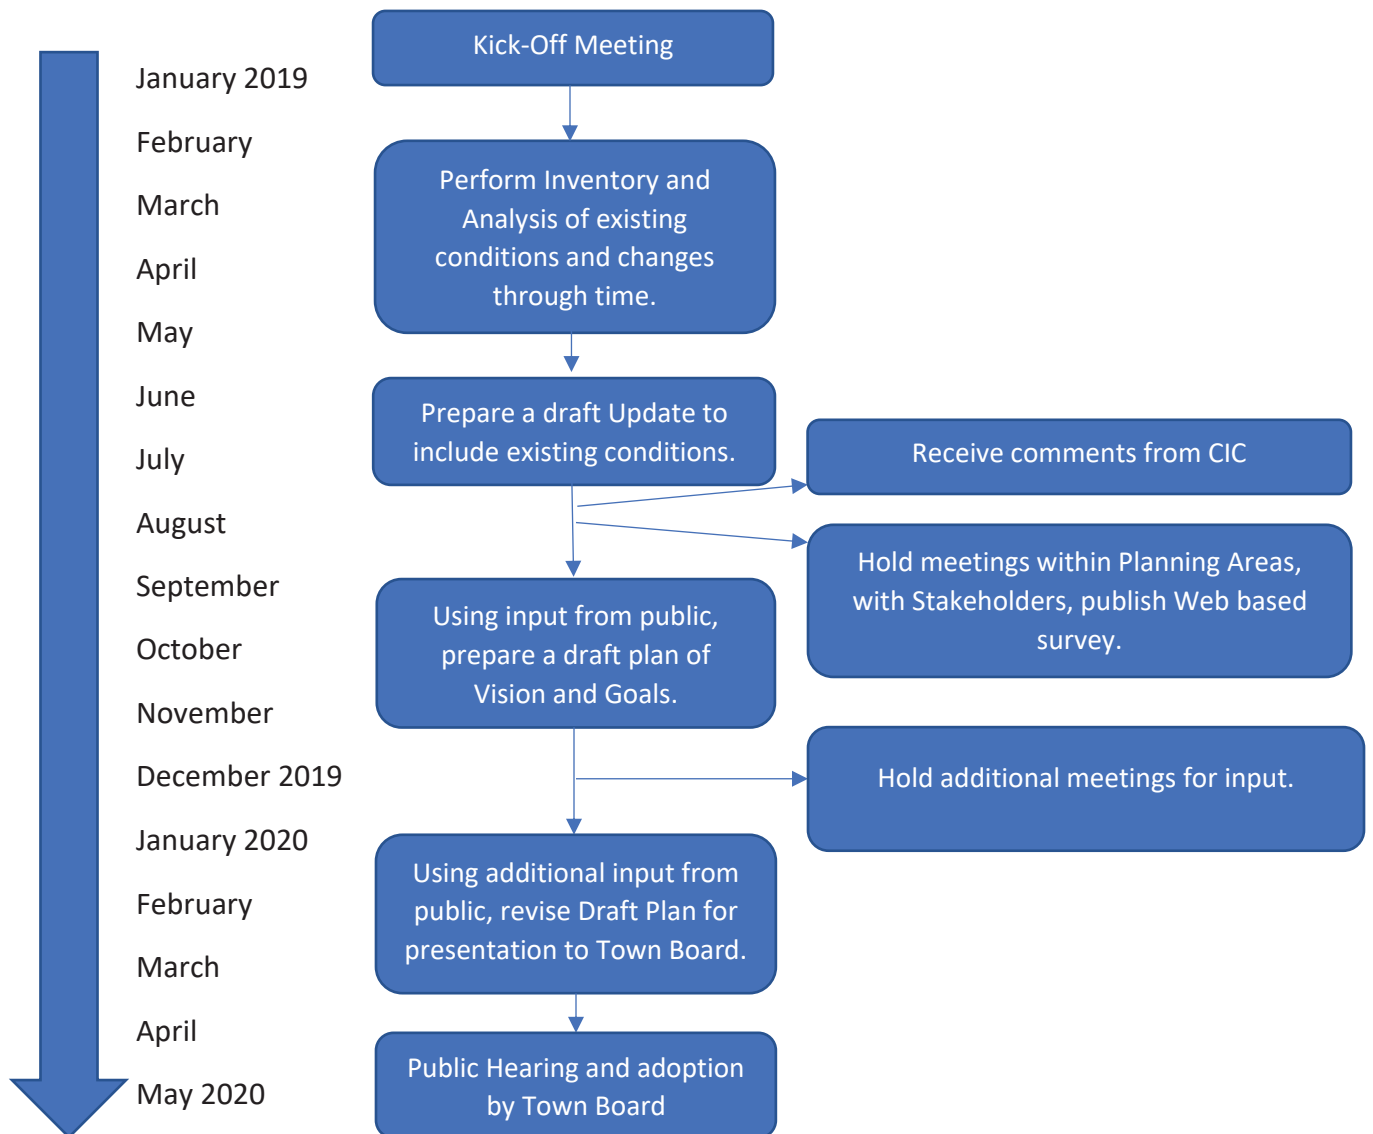 January 2019
February
March
April
May
June
July
August
September
October
November
December 2019
January 2020
February
March
April
May 2020
Kick-Off Meeting
Perform Inventory and
Analysis of existing
conditions and changes
through time.
Prepare a draft Update to
include existing conditions.
Receive comments from CIC
Hold meetings within Planning Areas,
with Stakeholders, publish Web based
survey.
Using input from public,
prepare a draft plan of
Vision and Goals.
Hold additional meetings for input.
Using additional input from
public, revise Draft Plan for
presentation to Town Board.
Public Hearing and adoption
by Town Board